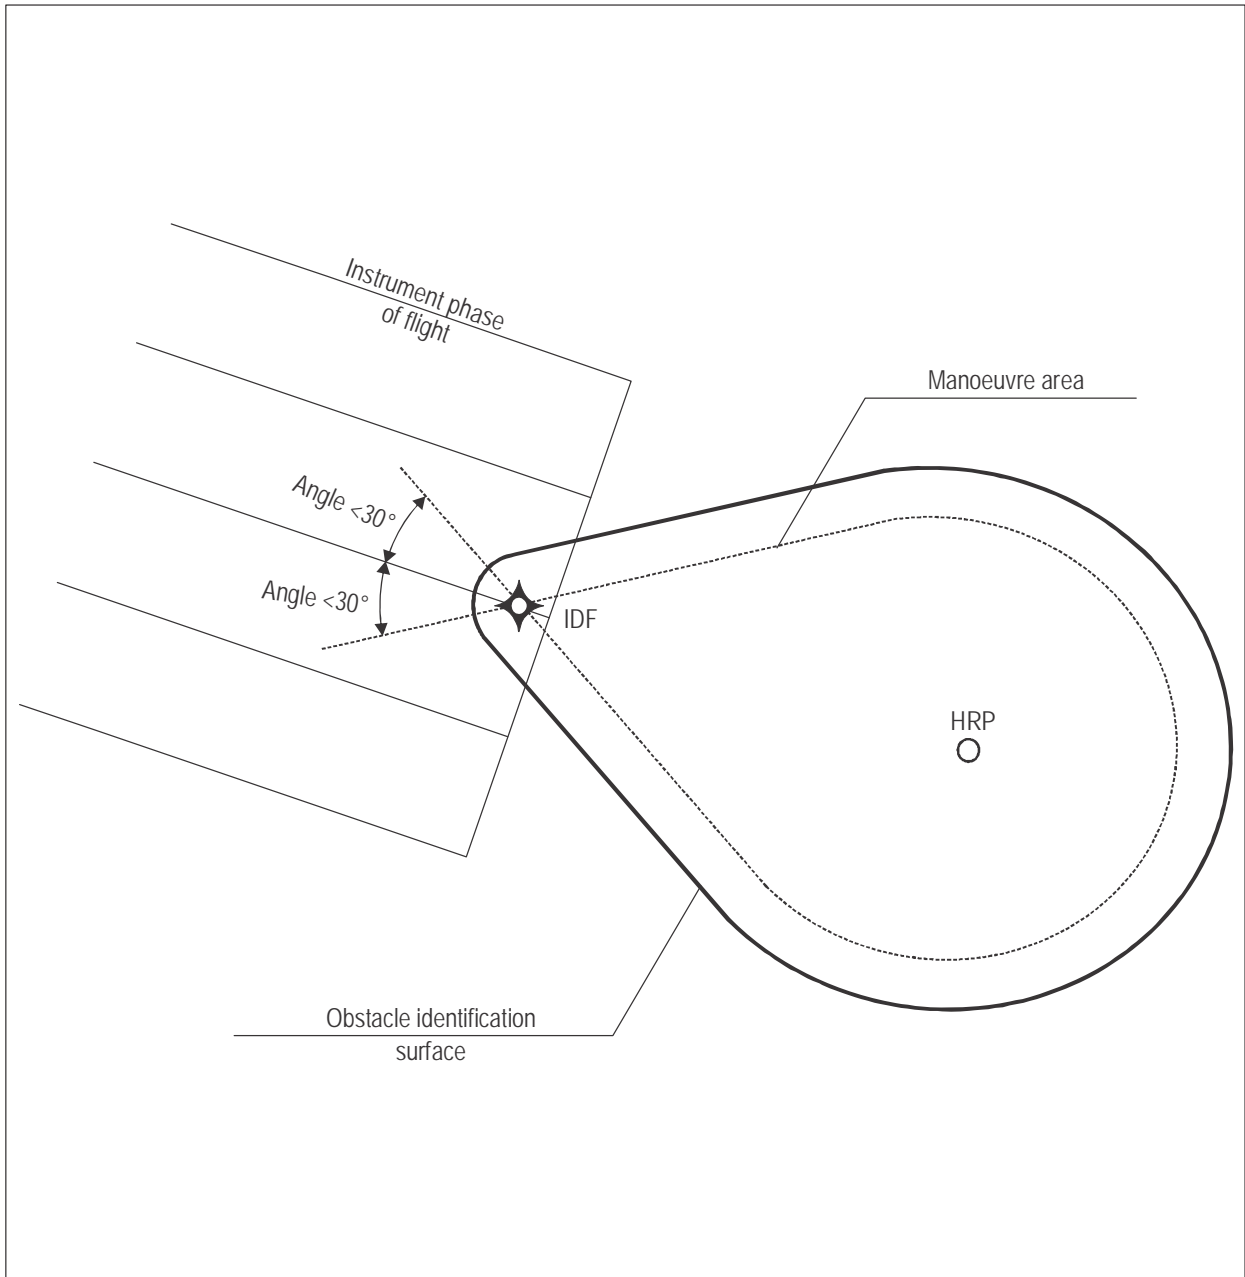 Instrument phase
of flight
Manoeuvre area
Angle <30°
Angle <30°
IDF
HRP
Obstacle identification
surface